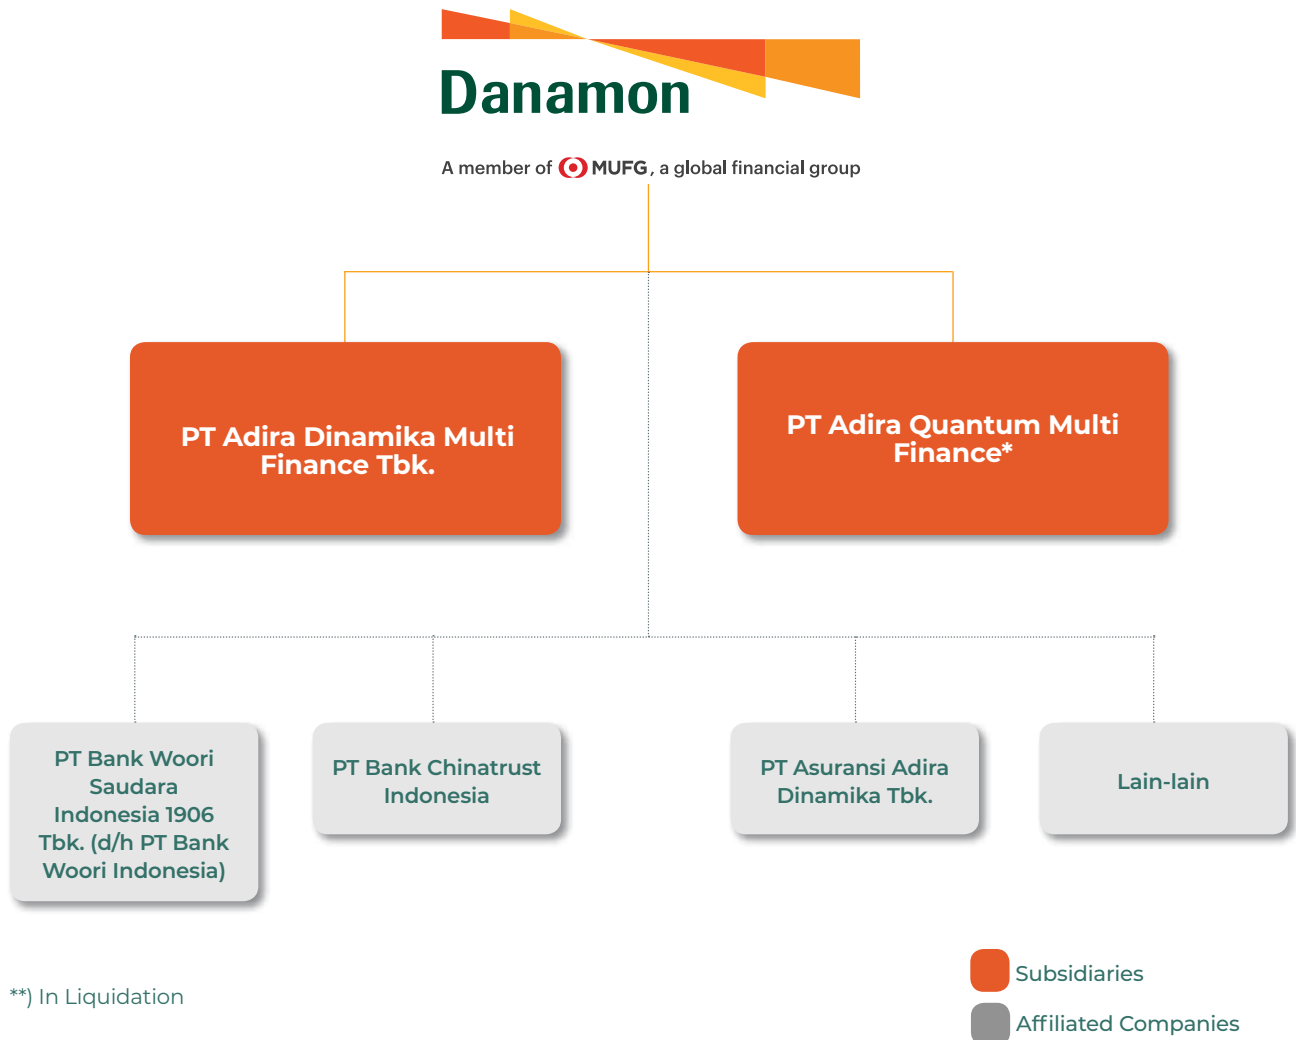 Danamon
A member of MUFG, a global financial group
PT Adira Dinamika Multi
Finance Tbk.
PT Adira Quantum Multi
Finance*
PT Bank Woori
Saudara
Indonesia 1906
Tbk. (d/h PT Bank
Woori Indonesia)
PT Bank Chinatrust
Indonesia
PT Asuransi Adira
Dinamika Tbk.
Lain-lain
**) In Liquidation
Subsidiaries
Affiliated Companies